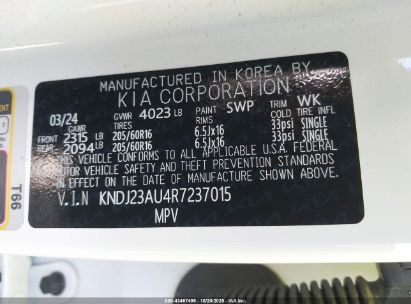 MANUFACTURED IN KOREA BY
KIA CORPORATION
03/24 GVWR 4023 LB PAINT SWP TRIM WK
GAWR TIRES RIMS COLD TIRE INFL
FRONT 2315 LB 205/60R16 6.5Jx16 33psi SINGLE
REAR 2094 LB 205/60R16 6.5Jx16 33psi SINGLE
THIS VEHICLE CONFORMS TO ALL APPLICABLE U.S.A. FEDERAL
MOTOR VEHICLE SAFETY AND THEFT PREVENTION STANDARDS
IN EFFECT ON THE DATE OF MANUFACTURE SHOWN ABOVE.
V.I.N KNDJ23AU4R7237015
MPV
T66